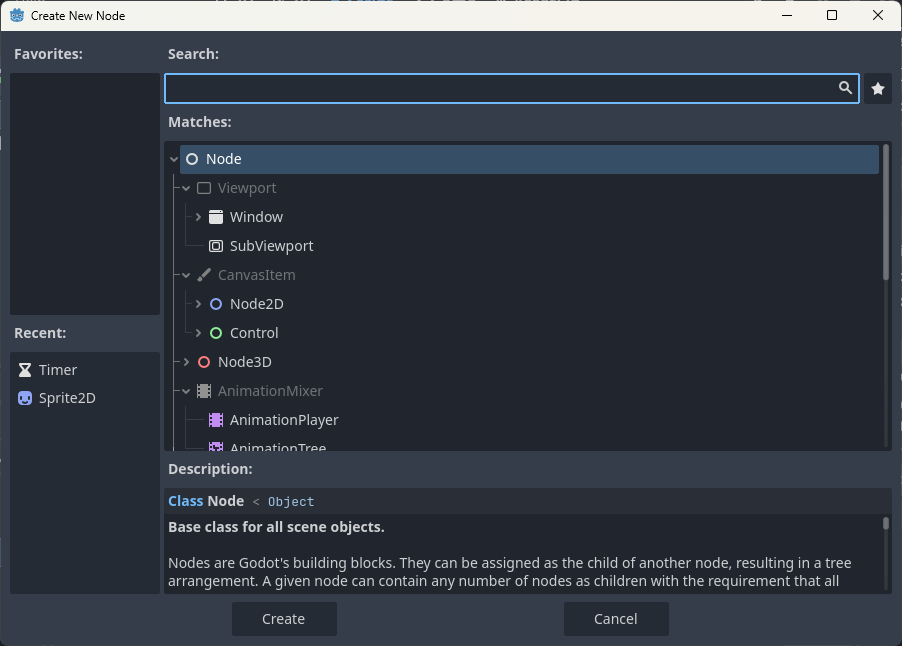 Create New Node
Favorites:
Search:
Matches:
Node
Viewport
Window
SubViewport
CanvasItem
Node2D
Control
Node3D
AnimationMixer
AnimationPlayer
AnimationTree
Recent:
Timer
Sprite2D
Description:
Class Node < Object
Base class for all scene objects.
Nodes are Godot's building blocks. They can be assigned as the child of another node, resulting in a tree
arrangement. A given node can contain any number of nodes as children with the requirement that all
Create
Cancel